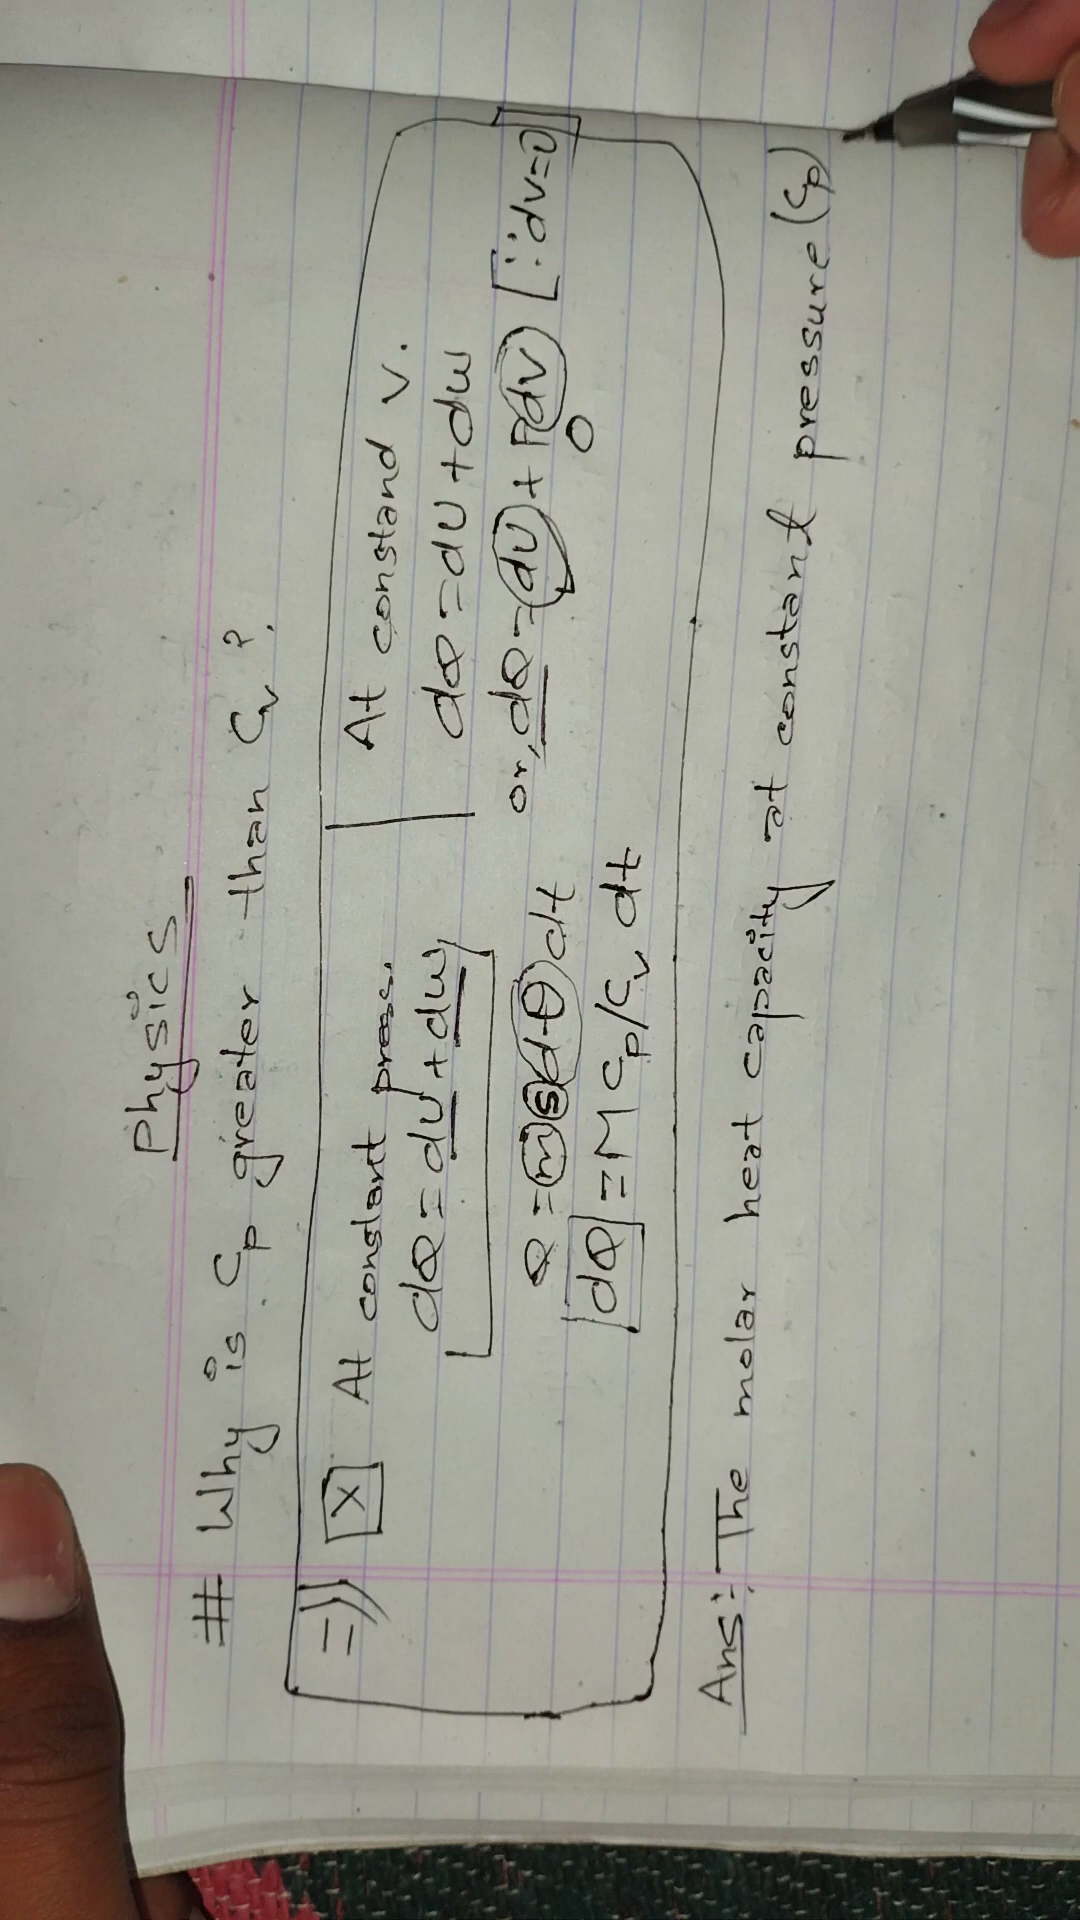 Physics
# Why is Cp greater than Cv?
=> X At constant press.
dQ = dU + dW
Q = m s dθ dt
dQ = M Cp/Cv dt
At constand V.
dQ = dU + dW
or, dQ = dU + Pdv [∵dv=0]
0
Ans:- The molar heat capacity at constant pressure (Cp)